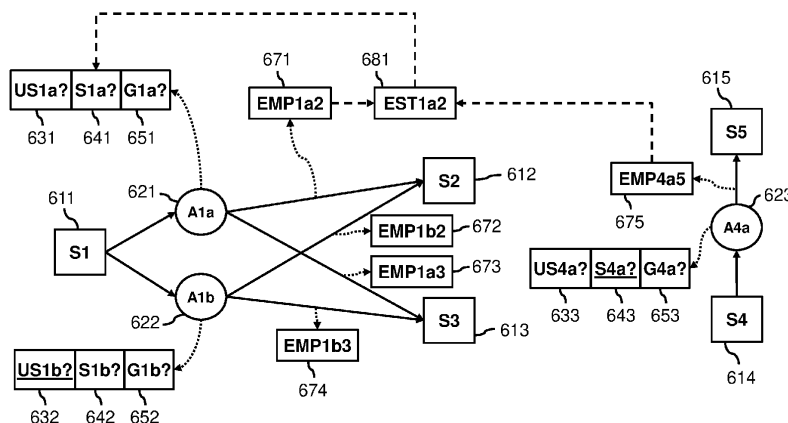 671
681
615
US1a? S1a? G1a?
EMP1a2
EST1a2
S5
631 641 651
621
611
A1a
S2
612
EMP4a5
623
675
A4a
S1
EMP1b2
672
EMP1a3
673
US4a? S4a? G4a?
A1b
633 643 653
622
S3
613
S4
EMP1b3
614
US1b? S1b? G1b?
674
632 642 652